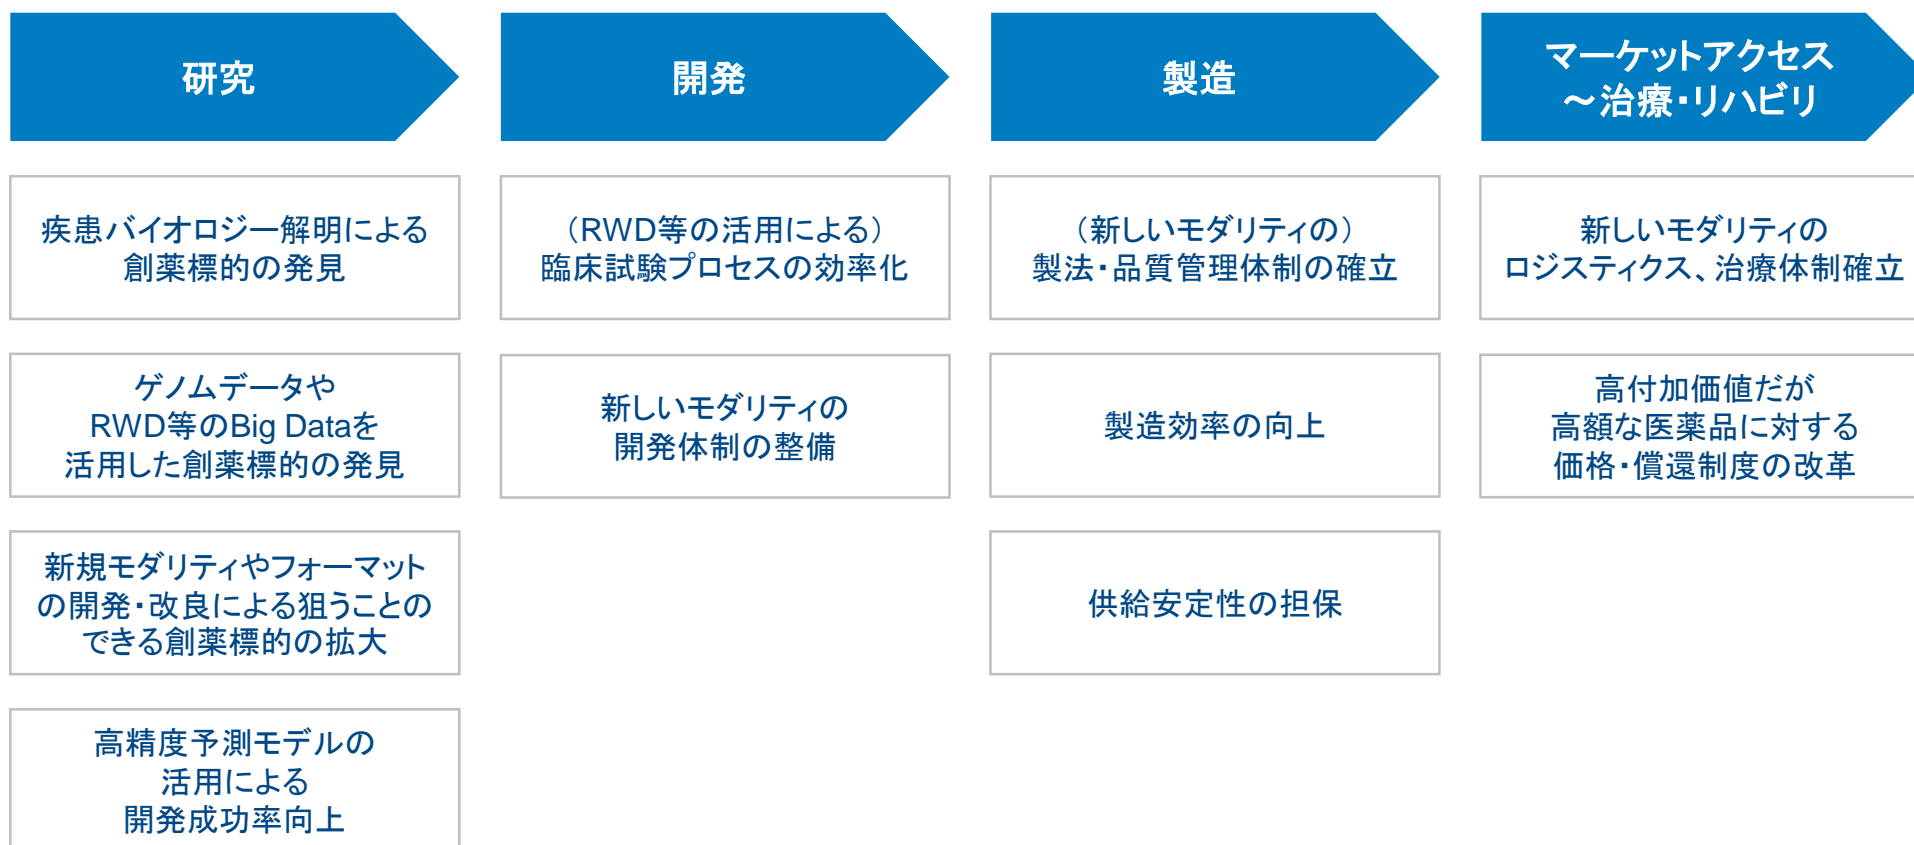 研究
疾患バイオロジー解明による
創薬標的の発見
ゲノムデータや
RWD等のBig Dataを
活用した創薬標的の発見
新規モダリティやフォーマット
の開発・改良による狙うことの
できる創薬標的の拡大
高精度予測モデルの
活用による
開発成功率向上
開発
（RWD等の活用による）
臨床試験プロセスの効率化
新しいモダリティの
開発体制の整備
製造
（新しいモダリティの）
製法・品質管理体制の確立
製造効率の向上
供給安定性の担保
マーケットアクセス
～治療・リハビリ
新しいモダリティの
ロジスティクス、治療体制確立
高付加価値だが
高額な医薬品に対する
価格・償還制度の改革